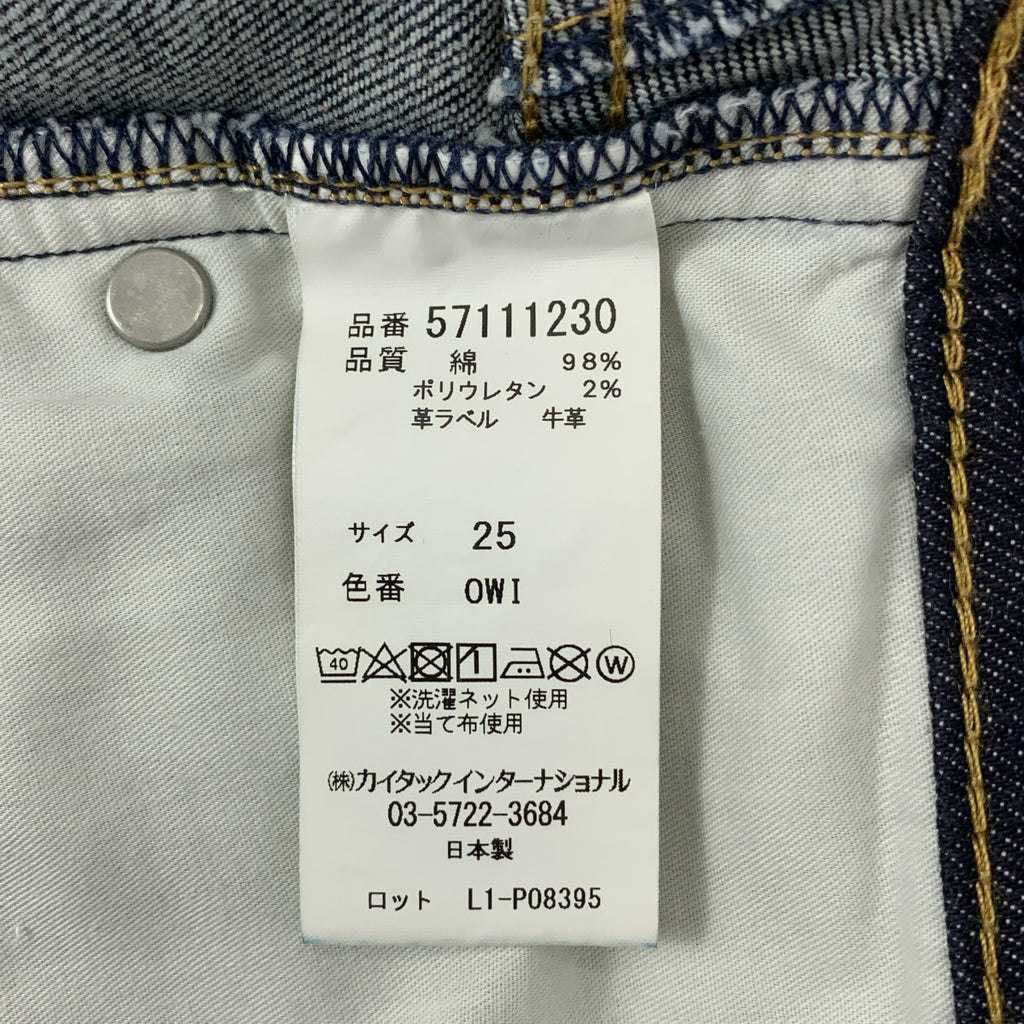 品番 57111230
品質 綿 98%
ポリウレタン 2%
革ラベル 牛革
サイズ 25
色番 OWI
40 W
※洗濯ネット使用
※当て布使用
㈱カイタックインターナショナル
03-5722-3684
日本製
ロット L1-P08395